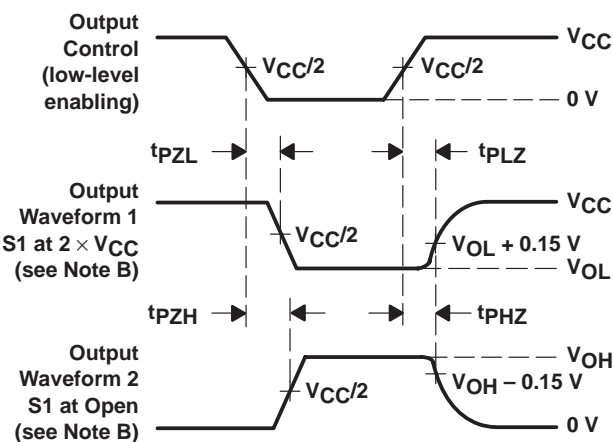 Output
Control
(low-level
enabling)
VCC/2
VCC/2
VCC
0 V
tPZL
tPLZ
Output
Waveform 1
S1 at 2 × VCC
(see Note B)
VCC/2
VCC
VOL + 0.15 V
VOL
tPZH
tPHZ
Output
Waveform 2
S1 at Open
(see Note B)
VCC/2
VOH
VOH – 0.15 V
0 V